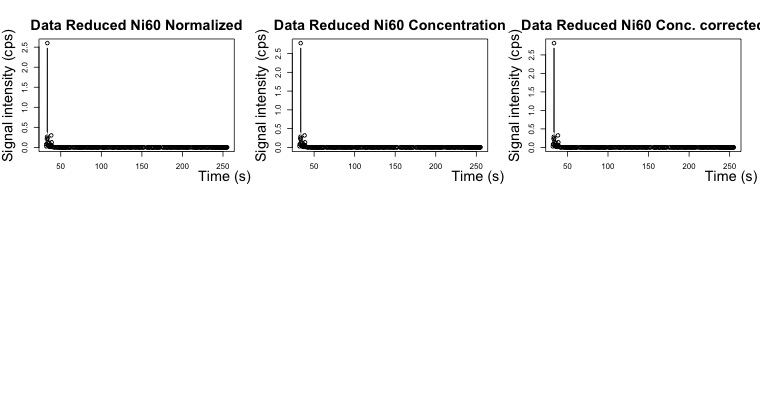 Data Reduced Ni60 Normalized
Signal intensity (cps)
0.0 0.5 1.0 1.5 2.0 2.5
50 100 150 200 250
Time (s)
Data Reduced Ni60 Concentration
Signal intensity (cps)
0.0 0.5 1.0 1.5 2.0 2.5
50 100 150 200 250
Time (s)
Data Reduced Ni60 Conc. corrected
Signal intensity (cps)
0.0 0.5 1.0 1.5 2.0 2.5
50 100 150 200 250
Time (s)